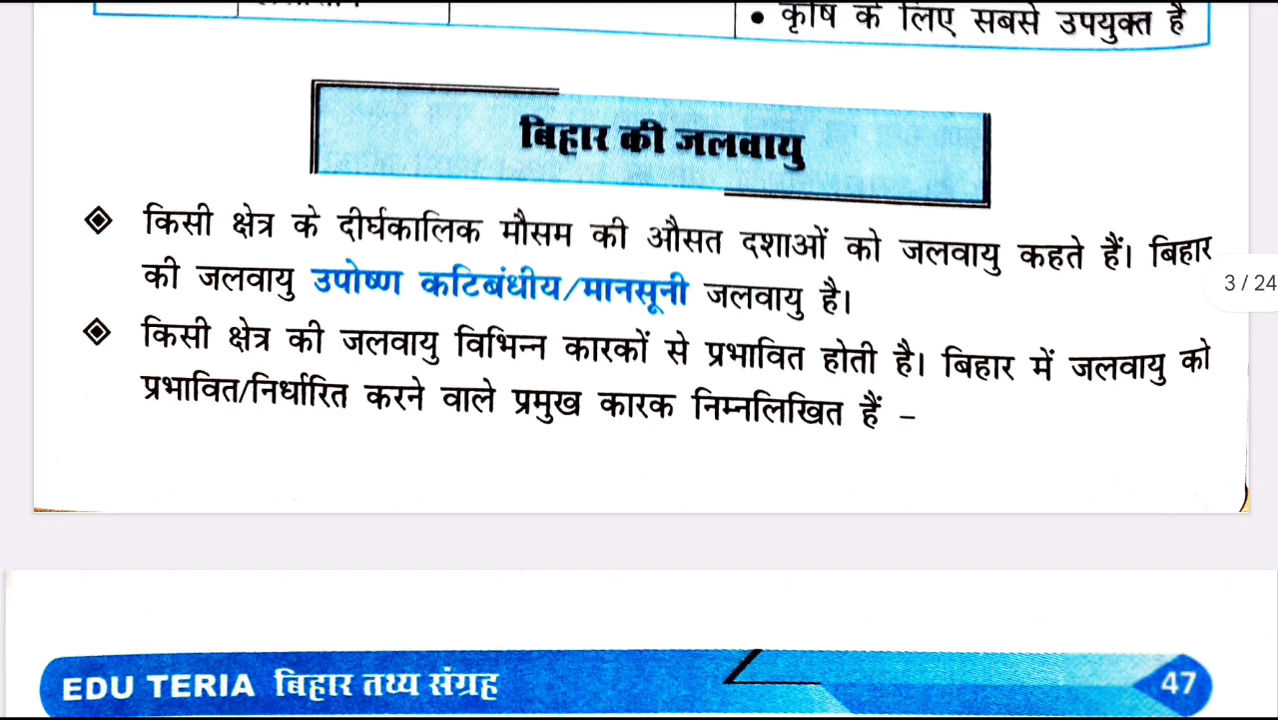 • कृषि के लिए सबसे उपयुक्त है
बिहार की जलवायु
किसी क्षेत्र के दीर्घकालिक मौसम की औसत दशाओं को जलवायु कहते हैं। बिहार
की जलवायु उपोष्ण कटिबंधीय/मानसूनी जलवायु है।
3 / 24
किसी क्षेत्र की जलवायु विभिन्न कारकों से प्रभावित होती है। बिहार में जलवायु को
प्रभावित/निर्धारित करने वाले प्रमुख कारक निम्नलिखित हैं –
EDU TERIA बिहार तथ्य संग्रह
47